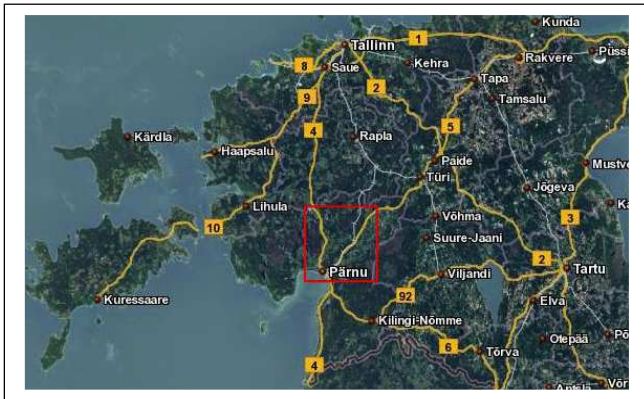 Kunda
1
Tallinn
Püssi
Rakvere
Kehra
8
Saue
Tapa
2
9
Tamsalu
5
Kärdla
4
Rapla
Haapsalu
Paide
Mustve
Türi
Jõgeva
Lihula
Võhma
3
10
Suure-Jaani
2
Pärnu
Viljandi
Tartu
92
Kuressaare
Elva
Kilingi-Nõmme
Otepää
6
Tõrva
4
Võr